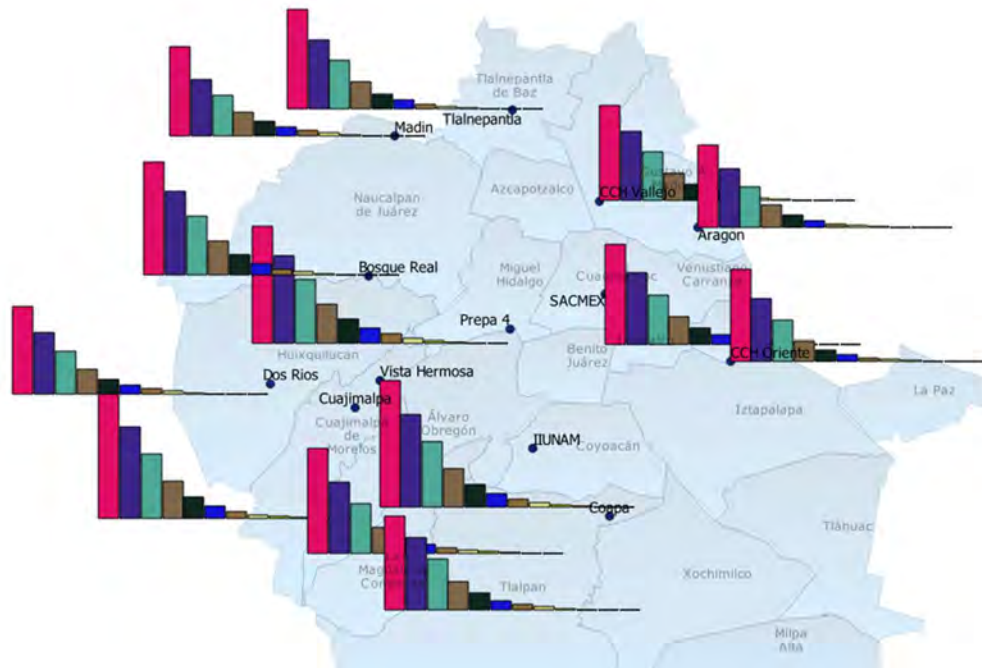 Tlalnepantla
de Baz
Tlalnepantla
Madin
CCH Vallejo
Azcapotzalco
Naucalpan
de Juárez
Aragon
Bosque Real
Miguel
Hidalgo
Venustiano
Carranza
SACMEX
Prepa 4
Huixquilucan
Benito
Juárez
CCH Oriente
Dos Rios
Vista Hermosa
La
Paz
Cuajimalpa
Cuajimalpa
de
Morelos
Álvaro
Obregón
Iztapalapa
IIUNAM
Coyoacán
Coapa
Tláhuac
Tlalpan
Xochimilco
Milpa
Alta